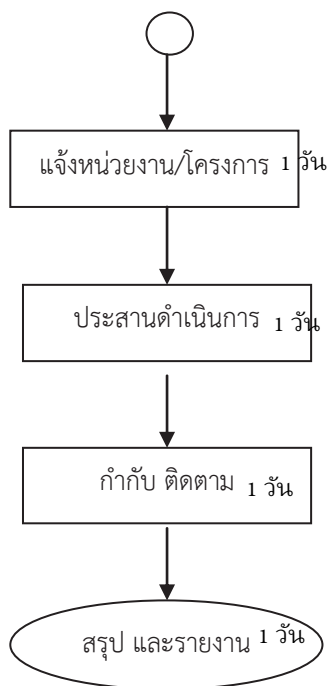 แจ้งหน่วยงาน/โครงการ 1 วัน
ประสานดำเนินการ 1 วัน
กำกับ ติดตาม 1 วัน
สรุป และรายงาน 1 วัน